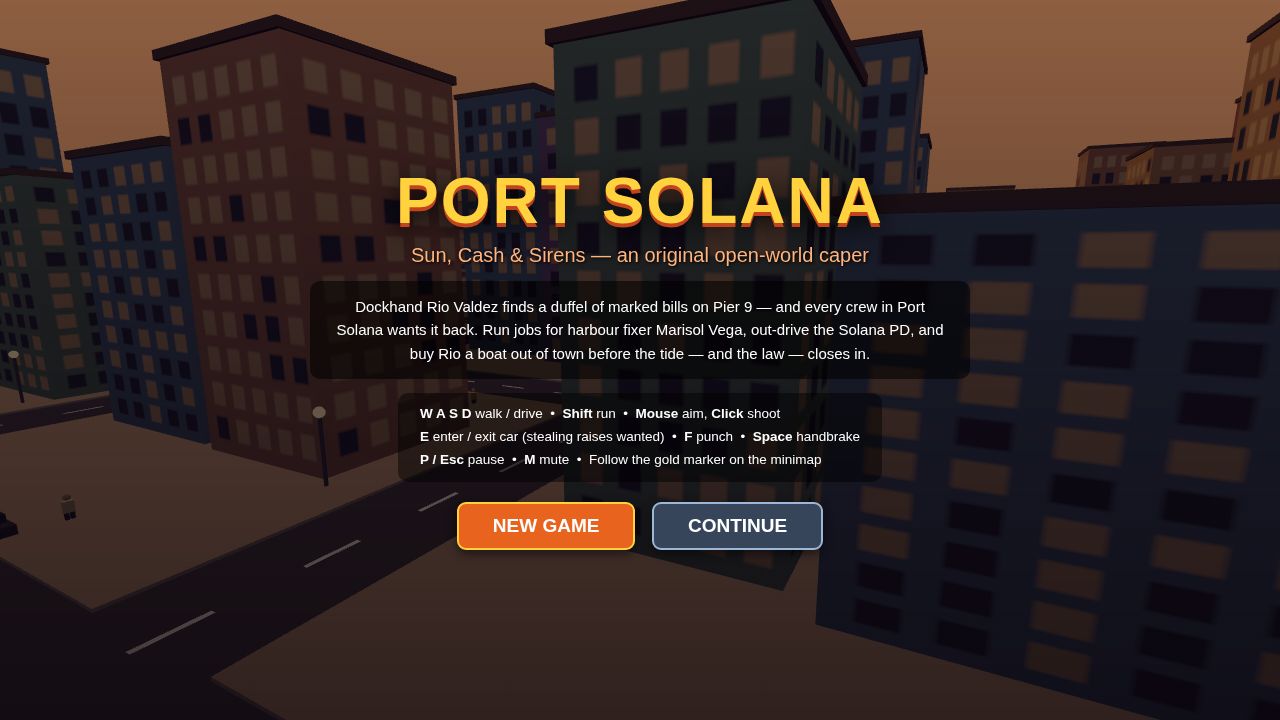 PORT SOLANA
Sun, Cash & Sirens — an original open-world caper
Dockhand Rio Valdez finds a duffel of marked bills on Pier 9 — and every crew in Port
Solana wants it back. Run jobs for harbour fixer Marisol Vega, out-drive the Solana PD, and
buy Rio a boat out of town before the tide — and the law — closes in.
W A S D walk / drive • Shift run • Mouse aim, Click shoot
E enter / exit car (stealing raises wanted) • F punch • Space handbrake
P / Esc pause • M mute • Follow the gold marker on the minimap
NEW GAME CONTINUE